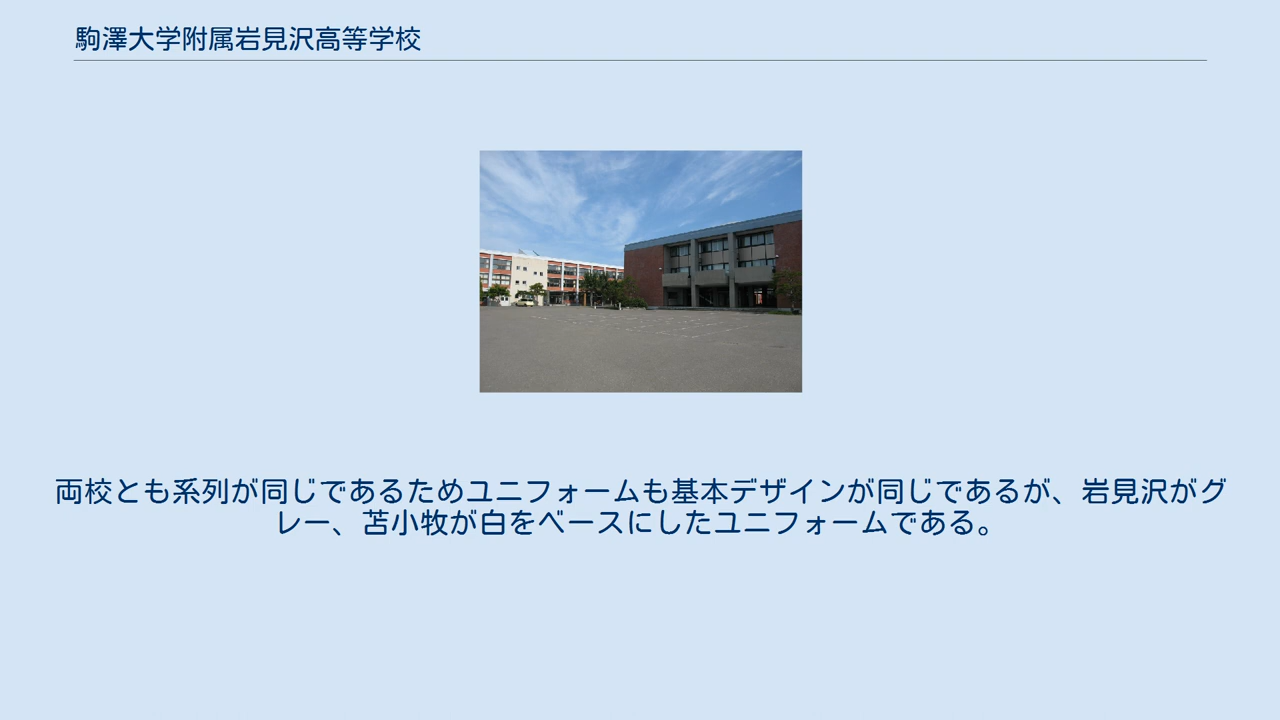 駒澤大学附属岩見沢高等学校
両校とも系列が同じであるためユニフォームも基本デザインが同じであるが、岩見沢がグ
レー、苫小牧が白をベースにしたユニフォームである。